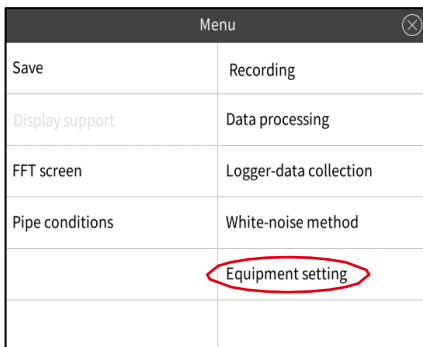 Menu
Save
Recording
Display support
Data processing
FFT screen
Logger-data collection
Pipe conditions
White-noise method
Equipment setting